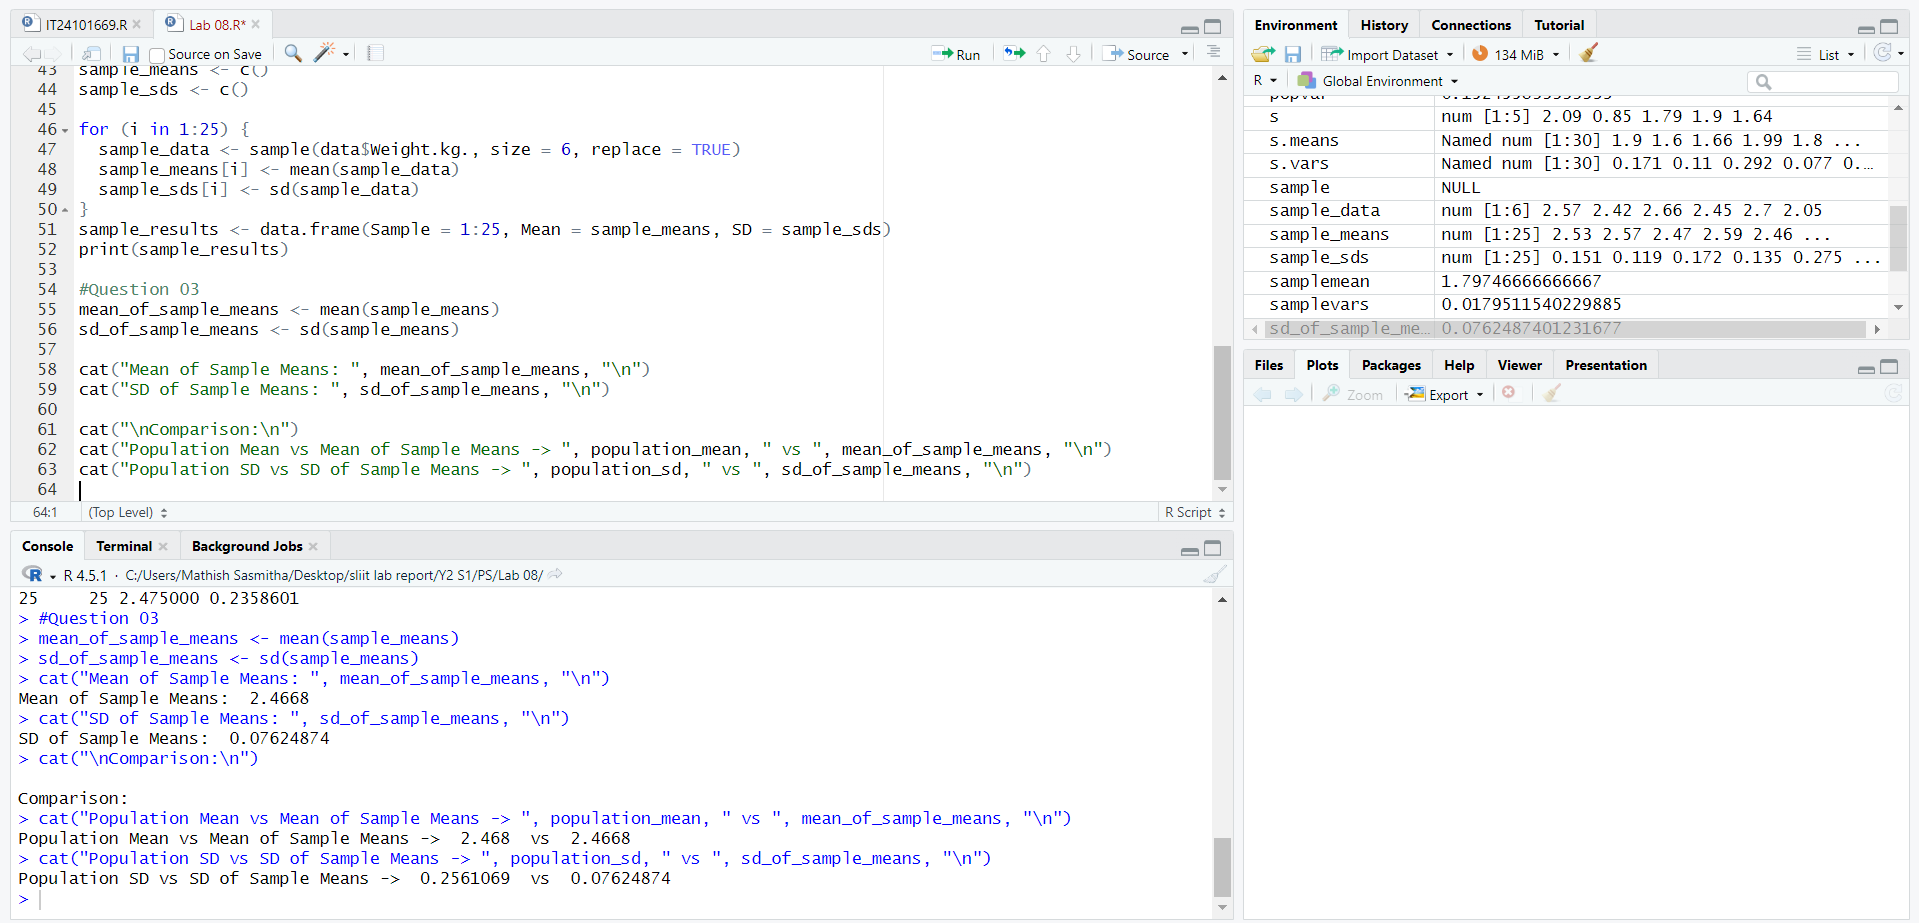 IT24101669.R
Lab 08.R*
Source on Save
Run
Source
43 sample_means <- c()
44 sample_sds <- c()
45
46 for (i in 1:25) {
47   sample_data <- sample(data$Weight.kg., size = 6, replace = TRUE)
48   sample_means[i] <- mean(sample_data)
49   sample_sds[i] <- sd(sample_data)
50 }
51 sample_results <- data.frame(Sample = 1:25, Mean = sample_means, SD = sample_sds)
52 print(sample_results)
53
54 #Question 03
55 mean_of_sample_means <- mean(sample_means)
56 sd_of_sample_means <- sd(sample_means)
57
58 cat("Mean of Sample Means: ", mean_of_sample_means, "\n")
59 cat("SD of Sample Means: ", sd_of_sample_means, "\n")
60
61 cat("\nComparison:\n")
62 cat("Population Mean vs Mean of Sample Means -> ", population_mean, " vs ", mean_of_sample_means, "\n")
63 cat("Population SD vs SD of Sample Means -> ", population_sd, " vs ", sd_of_sample_means, "\n")
64
64:1 (Top Level) R Script
Console Terminal Background Jobs
R R 4.5.1 · C:/Users/Mathish Sasmitha/Desktop/sliit lab report/Y2 S1/PS/Lab 08/
25     25 2.475000 0.2358601
> #Question 03
> mean_of_sample_means <- mean(sample_means)
> sd_of_sample_means <- sd(sample_means)
> cat("Mean of Sample Means: ", mean_of_sample_means, "\n")
Mean of Sample Means:  2.4668
> cat("SD of Sample Means: ", sd_of_sample_means, "\n")
SD of Sample Means:  0.07624874
> cat("\nComparison:\n")

Comparison:
> cat("Population Mean vs Mean of Sample Means -> ", population_mean, " vs ", mean_of_sample_means, "\n")
Population Mean vs Mean of Sample Means ->  2.468  vs  2.4668
> cat("Population SD vs SD of Sample Means -> ", population_sd, " vs ", sd_of_sample_means, "\n")
Population SD vs SD of Sample Means ->  0.2561069  vs  0.07624874
>
Environment History Connections Tutorial
Import Dataset 134 MiB List
R Global Environment
popvar
s num [1:5] 2.09 0.85 1.79 1.9 1.64
s.means Named num [1:30] 1.9 1.6 1.66 1.99 1.8 ...
s.vars Named num [1:30] 0.171 0.11 0.292 0.077 0.…
sample NULL
sample_data num [1:6] 2.57 2.42 2.66 2.45 2.7 2.05
sample_means num [1:25] 2.53 2.57 2.47 2.59 2.46 ...
sample_sds num [1:25] 0.151 0.119 0.172 0.135 0.275 ...
samplemean 1.79746666666667
samplevars 0.0179511540229885
sd_of_sample_me… 0.0762487401231677
Files Plots Packages Help Viewer Presentation
Zoom Export